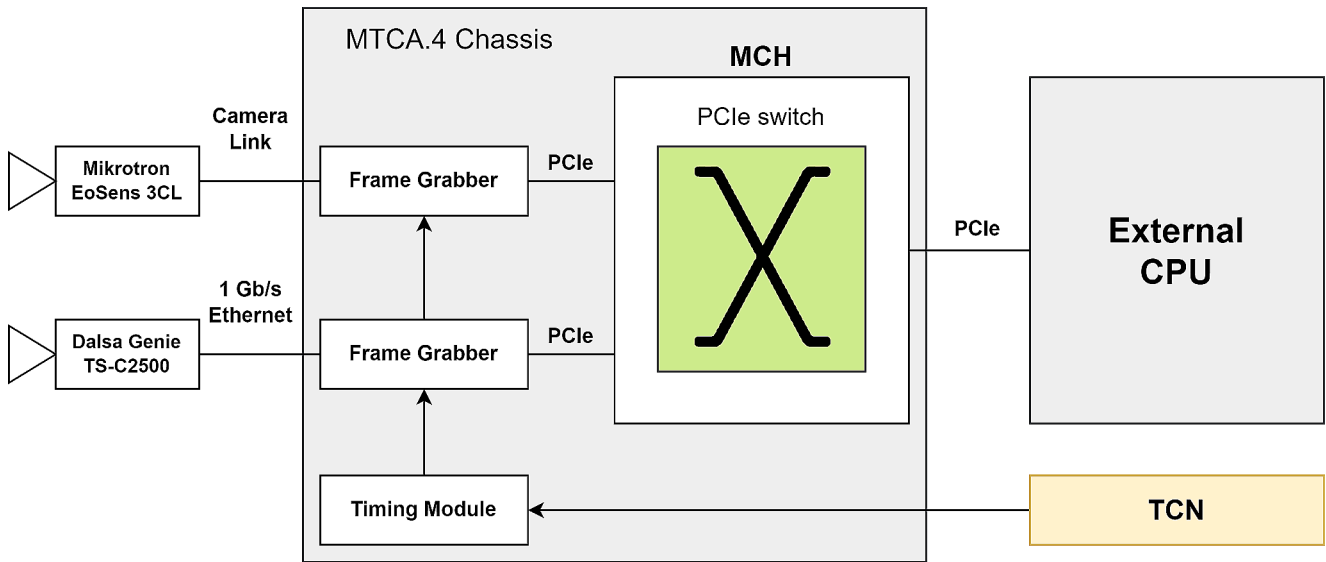 MTCA.4 Chassis
MCH
PCIe switch
Camera
Link
Mikrotron
EoSens 3CL
Frame Grabber
PCIe
PCIe
External
CPU
1 Gb/s
Ethernet
Dalsa Genie
TS-C2500
Frame Grabber
PCIe
Timing Module
TCN